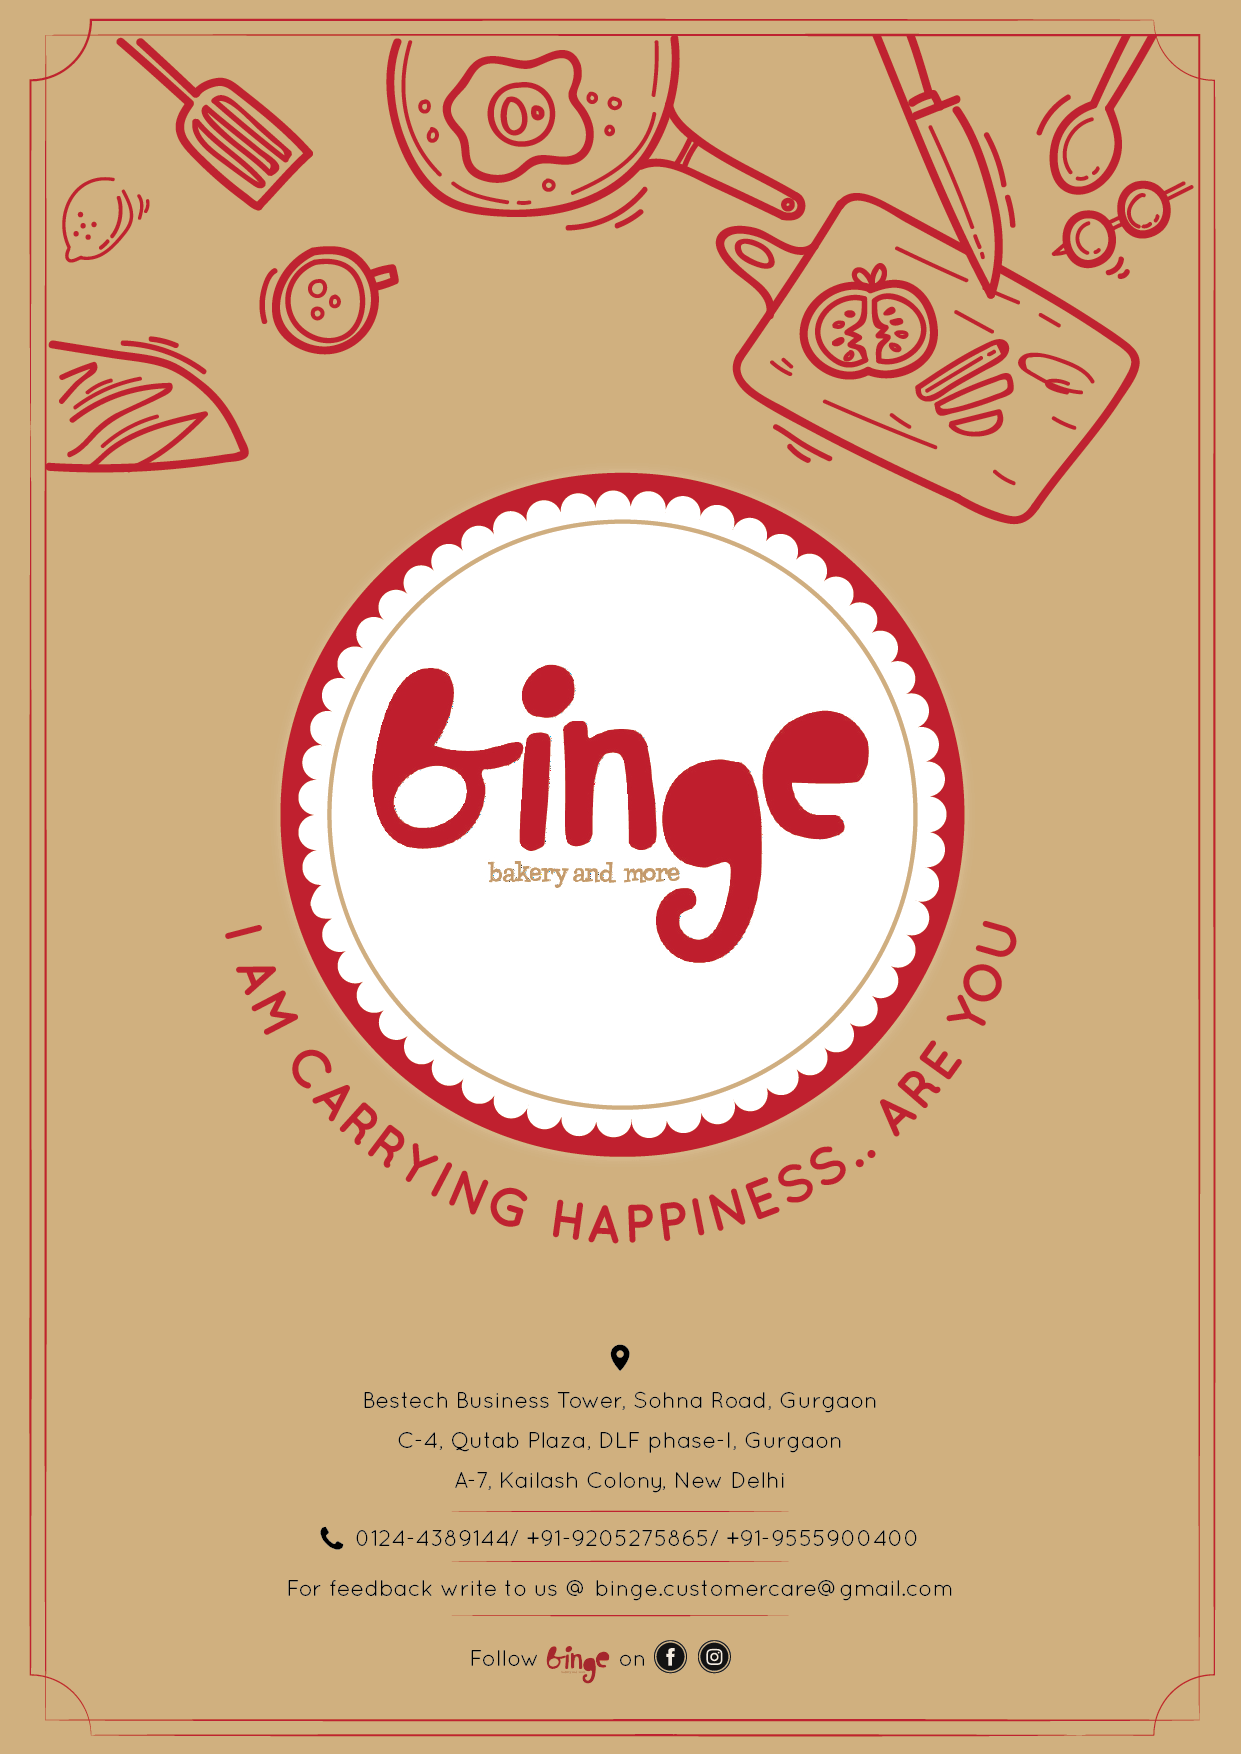 binge
bakery and more
I AM CARRYING HAPPINESS.. ARE YOU
Bestech Business Tower, Sohna Road, Gurgaon
C-4, Qutab Plaza, DLF phase-I, Gurgaon
A-7, Kailash Colony, New Delhi
0124-4389144/ +91-9205275865/ +91-9555900400
For feedback write to us @ binge.customercare@gmail.com
Follow binge on